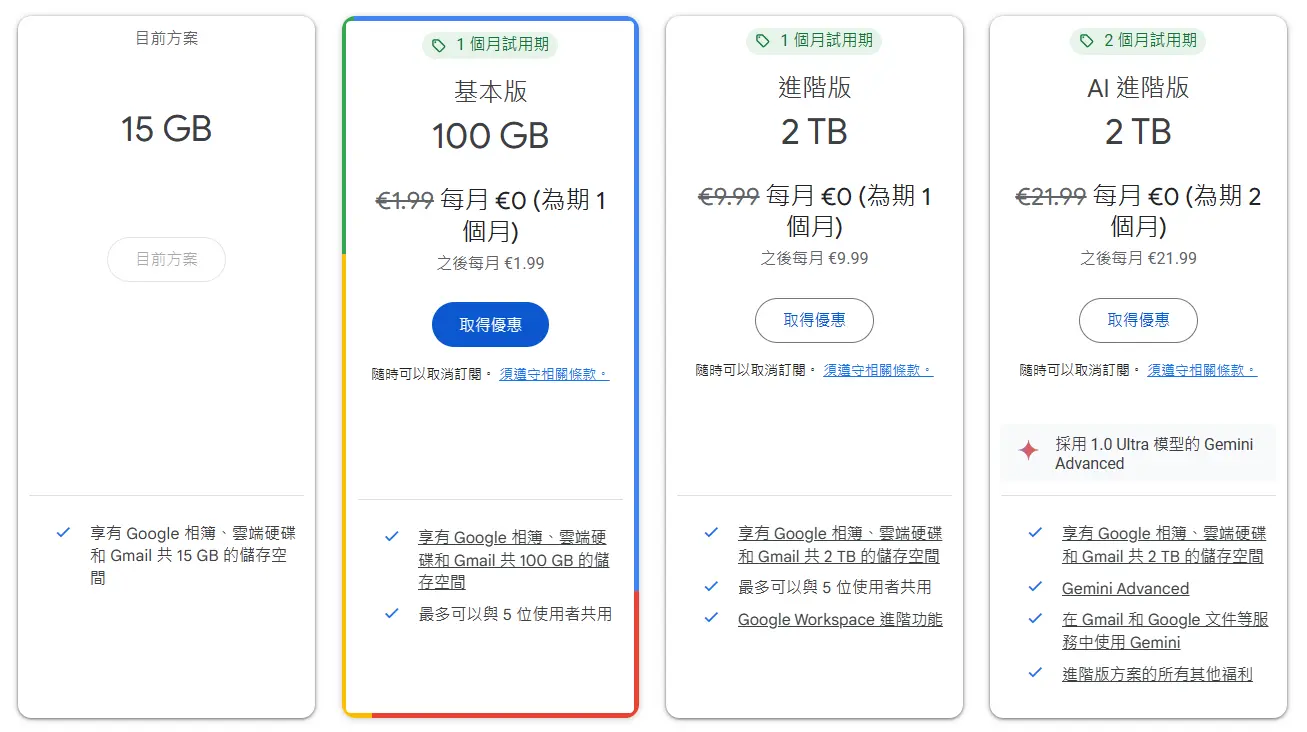 目前方案
15 GB
目前方案
享有 Google 相簿、雲端硬碟
和 Gmail 共 15 GB 的儲存空
間
1 個月試用期
基本版
100 GB
€1.99 每月 €0 (為期 1
個月)
之後每月 €1.99
取得優惠
隨時可以取消訂閱。 須遵守相關條款。
享有 Google 相簿、雲端硬
碟和 Gmail 共 100 GB 的儲
存空間
最多可以與 5 位使用者共用
1 個月試用期
進階版
2 TB
€9.99 每月 €0 (為期 1
個月)
之後每月 €9.99
取得優惠
隨時可以取消訂閱。 須遵守相關條款。
享有 Google 相簿、雲端硬碟
和 Gmail 共 2 TB 的儲存空間
最多可以與 5 位使用者共用
Google Workspace 進階功能
2 個月試用期
AI 進階版
2 TB
€21.99 每月 €0 (為期 2
個月)
之後每月 €21.99
取得優惠
隨時可以取消訂閱。 須遵守相關條款。
採用 1.0 Ultra 模型的 Gemini
Advanced
享有 Google 相簿、雲端硬碟
和 Gmail 共 2 TB 的儲存空間
Gemini Advanced
在 Gmail 和 Google 文件等服
務中使用 Gemini
進階版方案的所有其他福利